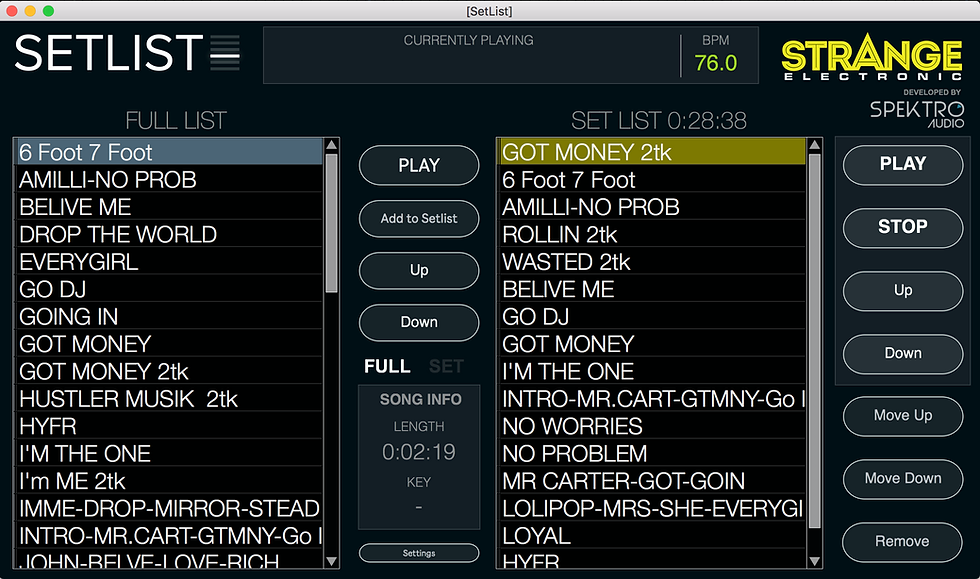 [SetList]
SETLIST
CURRENTLY PLAYING
BPM
76.0
STRANGE
ELECTRONIC
DEVELOPED BY
SPEKTRO
AUDIO
FULL LIST
6 Foot 7 Foot
AMILLI-NO PROB
BELIVE ME
DROP THE WORLD
EVERYGIRL
GO DJ
GOING IN
GOT MONEY
GOT MONEY 2tk
HUSTLER MUSIK  2tk
HYFR
I'M THE ONE
I'm ME 2tk
IMME-DROP-MIRROR-STEAD
INTRO-MR.CART-GTMNY-Go I
JOHN-BELVE-LOVE-RICH
PLAY
Add to Setlist
Up
Down
FULL SET
SONG INFO
LENGTH
0:02:19
KEY
-
Settings
SET LIST 0:28:38
GOT MONEY 2tk
6 Foot 7 Foot
AMILLI-NO PROB
ROLLIN 2tk
WASTED 2tk
BELIVE ME
GO DJ
GOT MONEY
I'M THE ONE
INTRO-MR.CART-GTMNY-Go I
NO WORRIES
NO PROBLEM
MR CARTER-GOT-GOIN
LOLIPOP-MRS-SHE-EVERYGI
LOYAL
HYFR
PLAY
STOP
Up
Down
Move Up
Move Down
Remove